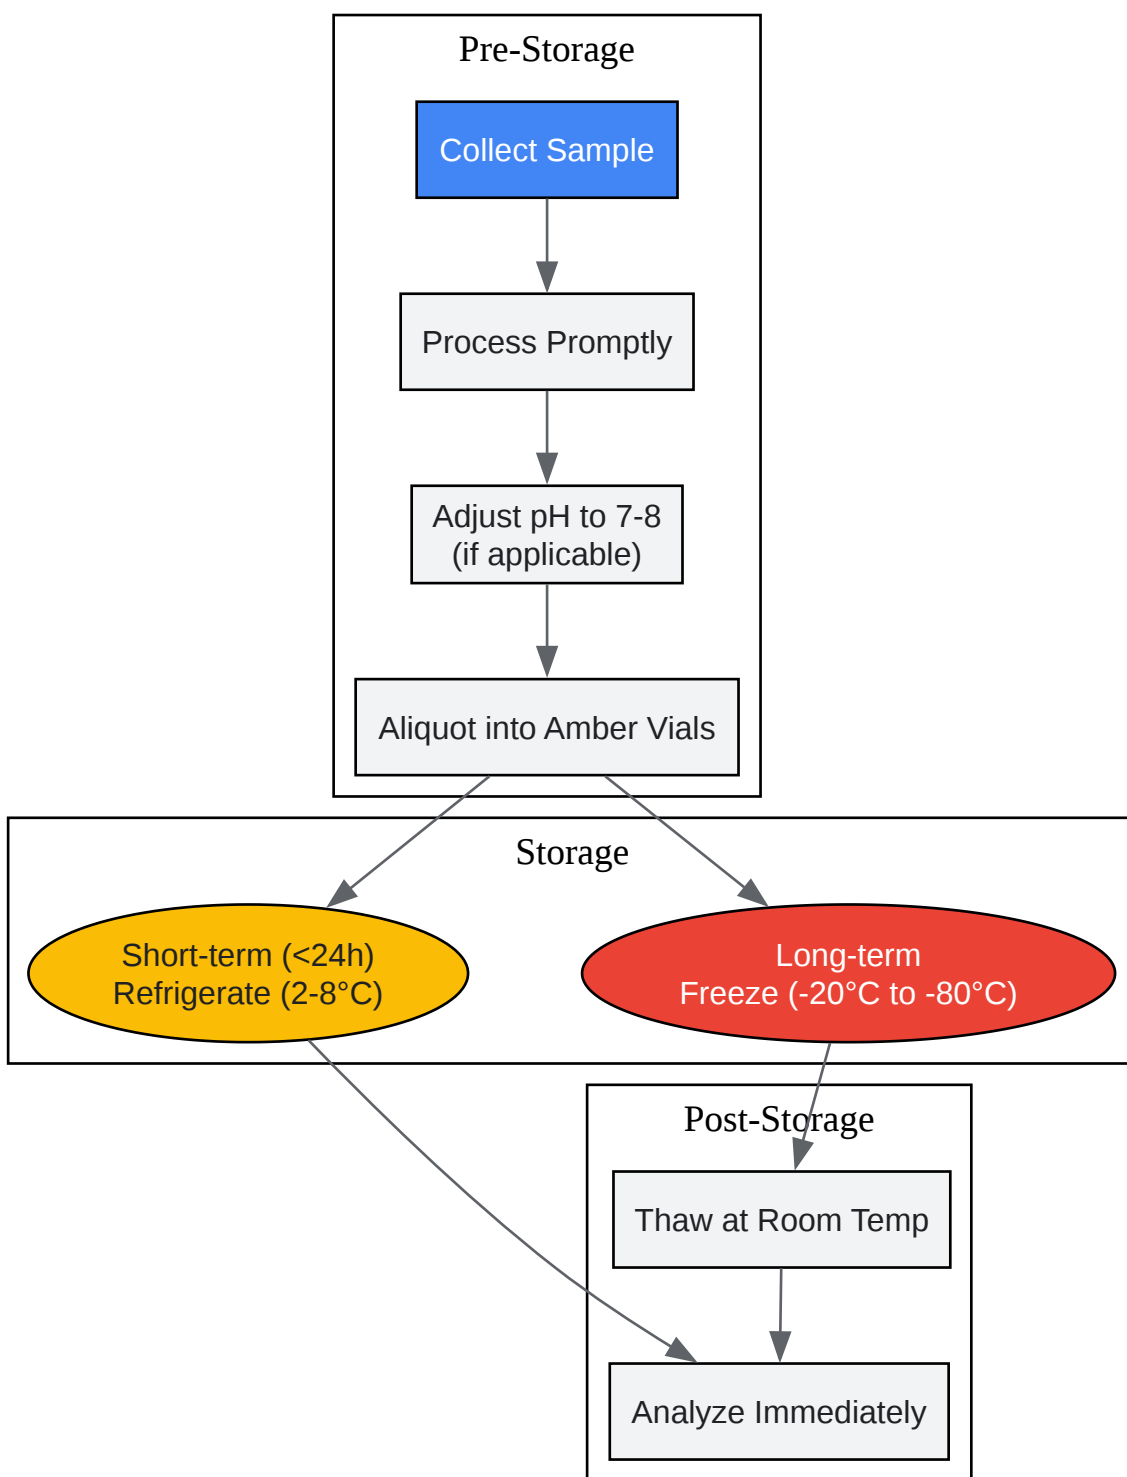 Pre-Storage
Collect Sample
Process Promptly
Adjust pH to 7-8
(if applicable)
Aliquot into Amber Vials
Storage
Short-term (<24h)
Refrigerate (2-8°C)
Long-term
Freeze (-20°C to -80°C)
Post-Storage
Thaw at Room Temp
Analyze Immediately